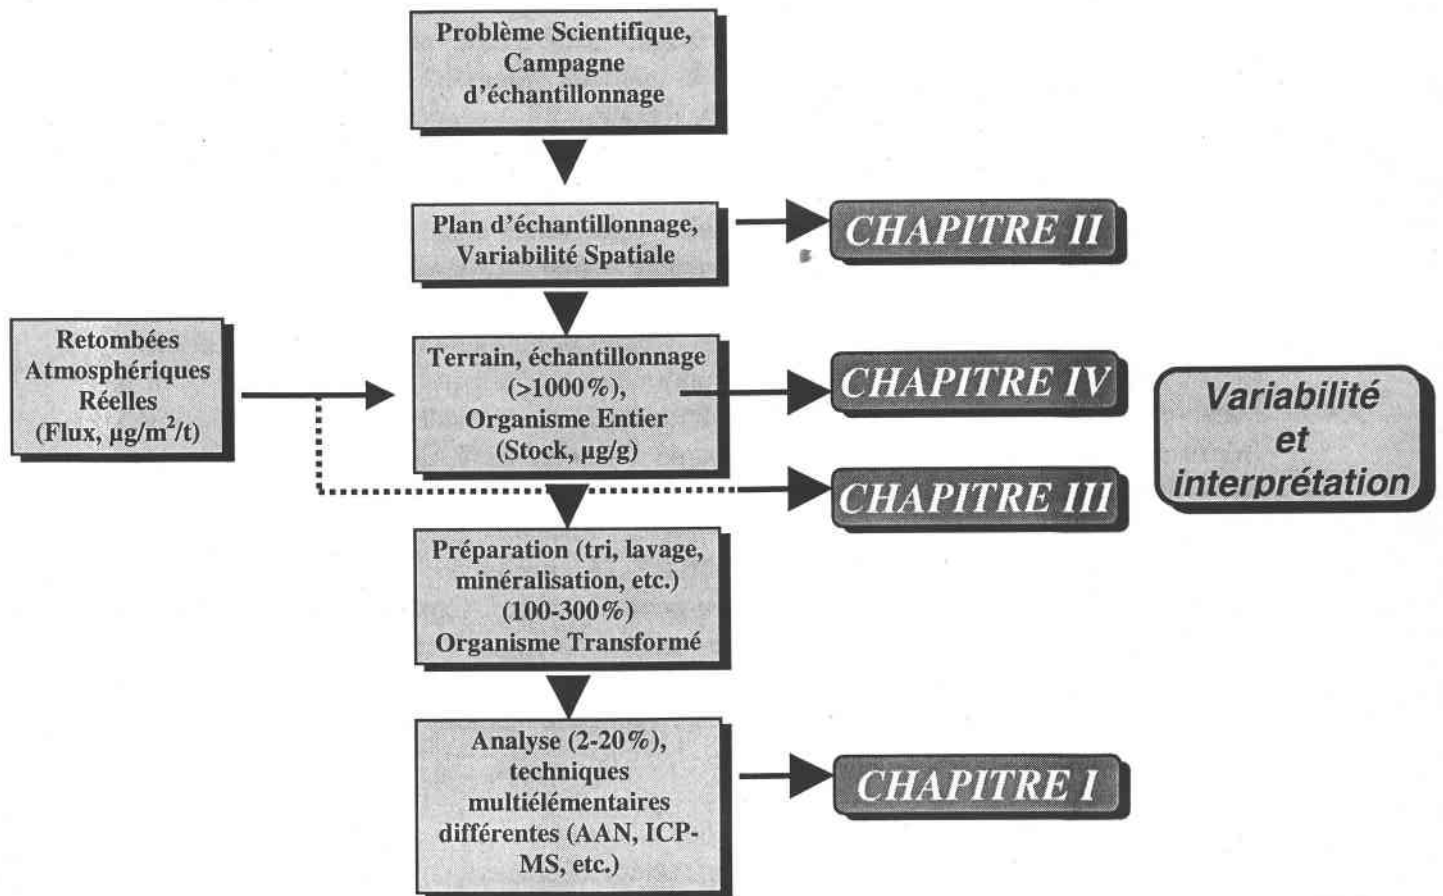 Problème Scientifique,
Campagne
d'échantillonnage
Plan d'échantillonnage,
Variabilité Spatiale
CHAPITRE II
Retombées
Atmosphériques
Réelles
(Flux, µg/m²/t)
Terrain, échantillonnage
(>1000%),
Organisme Entier
(Stock, µg/g)
CHAPITRE IV
CHAPITRE III
Variabilité
et
interprétation
Préparation (tri, lavage,
minéralisation, etc.)
(100-300%)
Organisme Transformé
Analyse (2-20%),
techniques
multiélémentaires
différentes (AAN, ICP-
MS, etc.)
CHAPITRE I